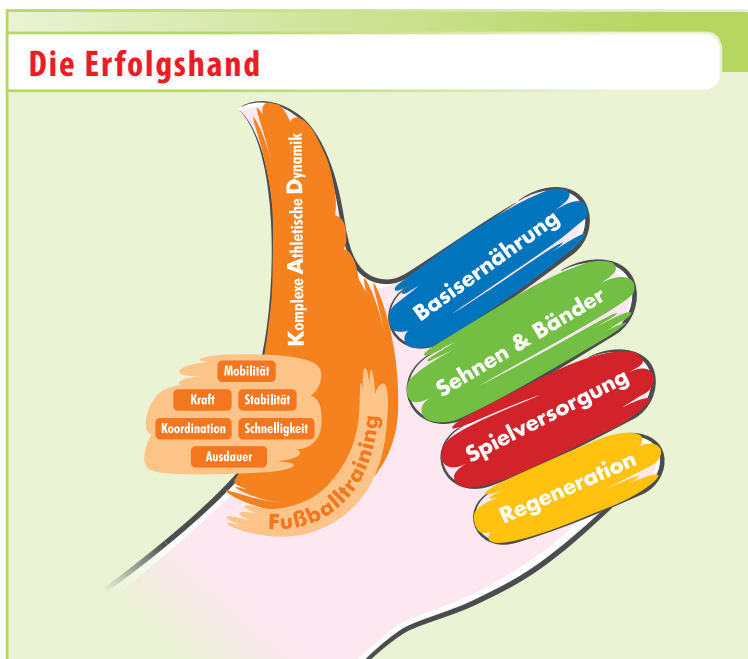 Die Erfolgshand
Komplexe Athletische Dynamik
Basisernährung
Sehnen & Bänder
Spielversorgung
Regeneration
Mobilität
Kraft Stabilität
Koordination Schnelligkeit
Ausdauer
Fußballtraining